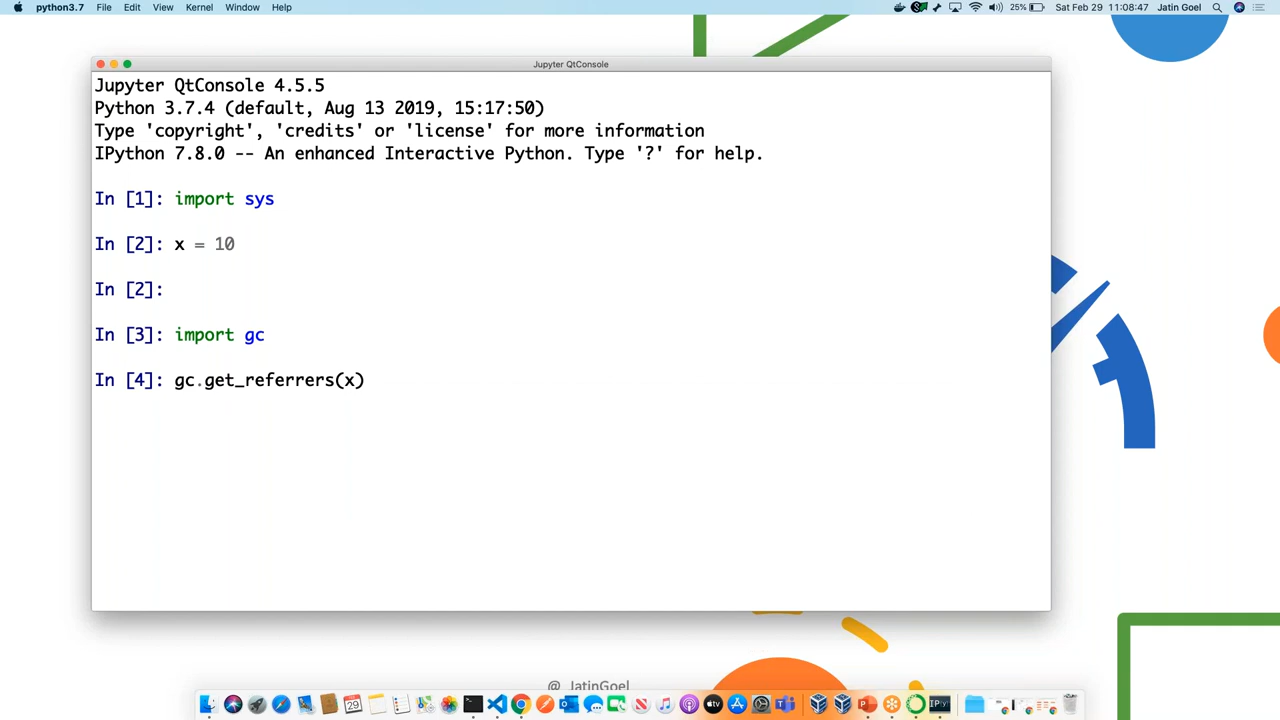 python3.7 File Edit View Kernel Window Help 25% Sat Feb 29 11:08:47 Jatin Goel
Jupyter QtConsole
Jupyter QtConsole 4.5.5
Python 3.7.4 (default, Aug 13 2019, 15:17:50)
Type 'copyright', 'credits' or 'license' for more information
IPython 7.8.0 -- An enhanced Interactive Python. Type '?' for help.
In [1]: import sys
In [2]: x = 10
In [2]:
In [3]: import gc
In [4]: gc.get_referrers(x)
@ JatinGoel